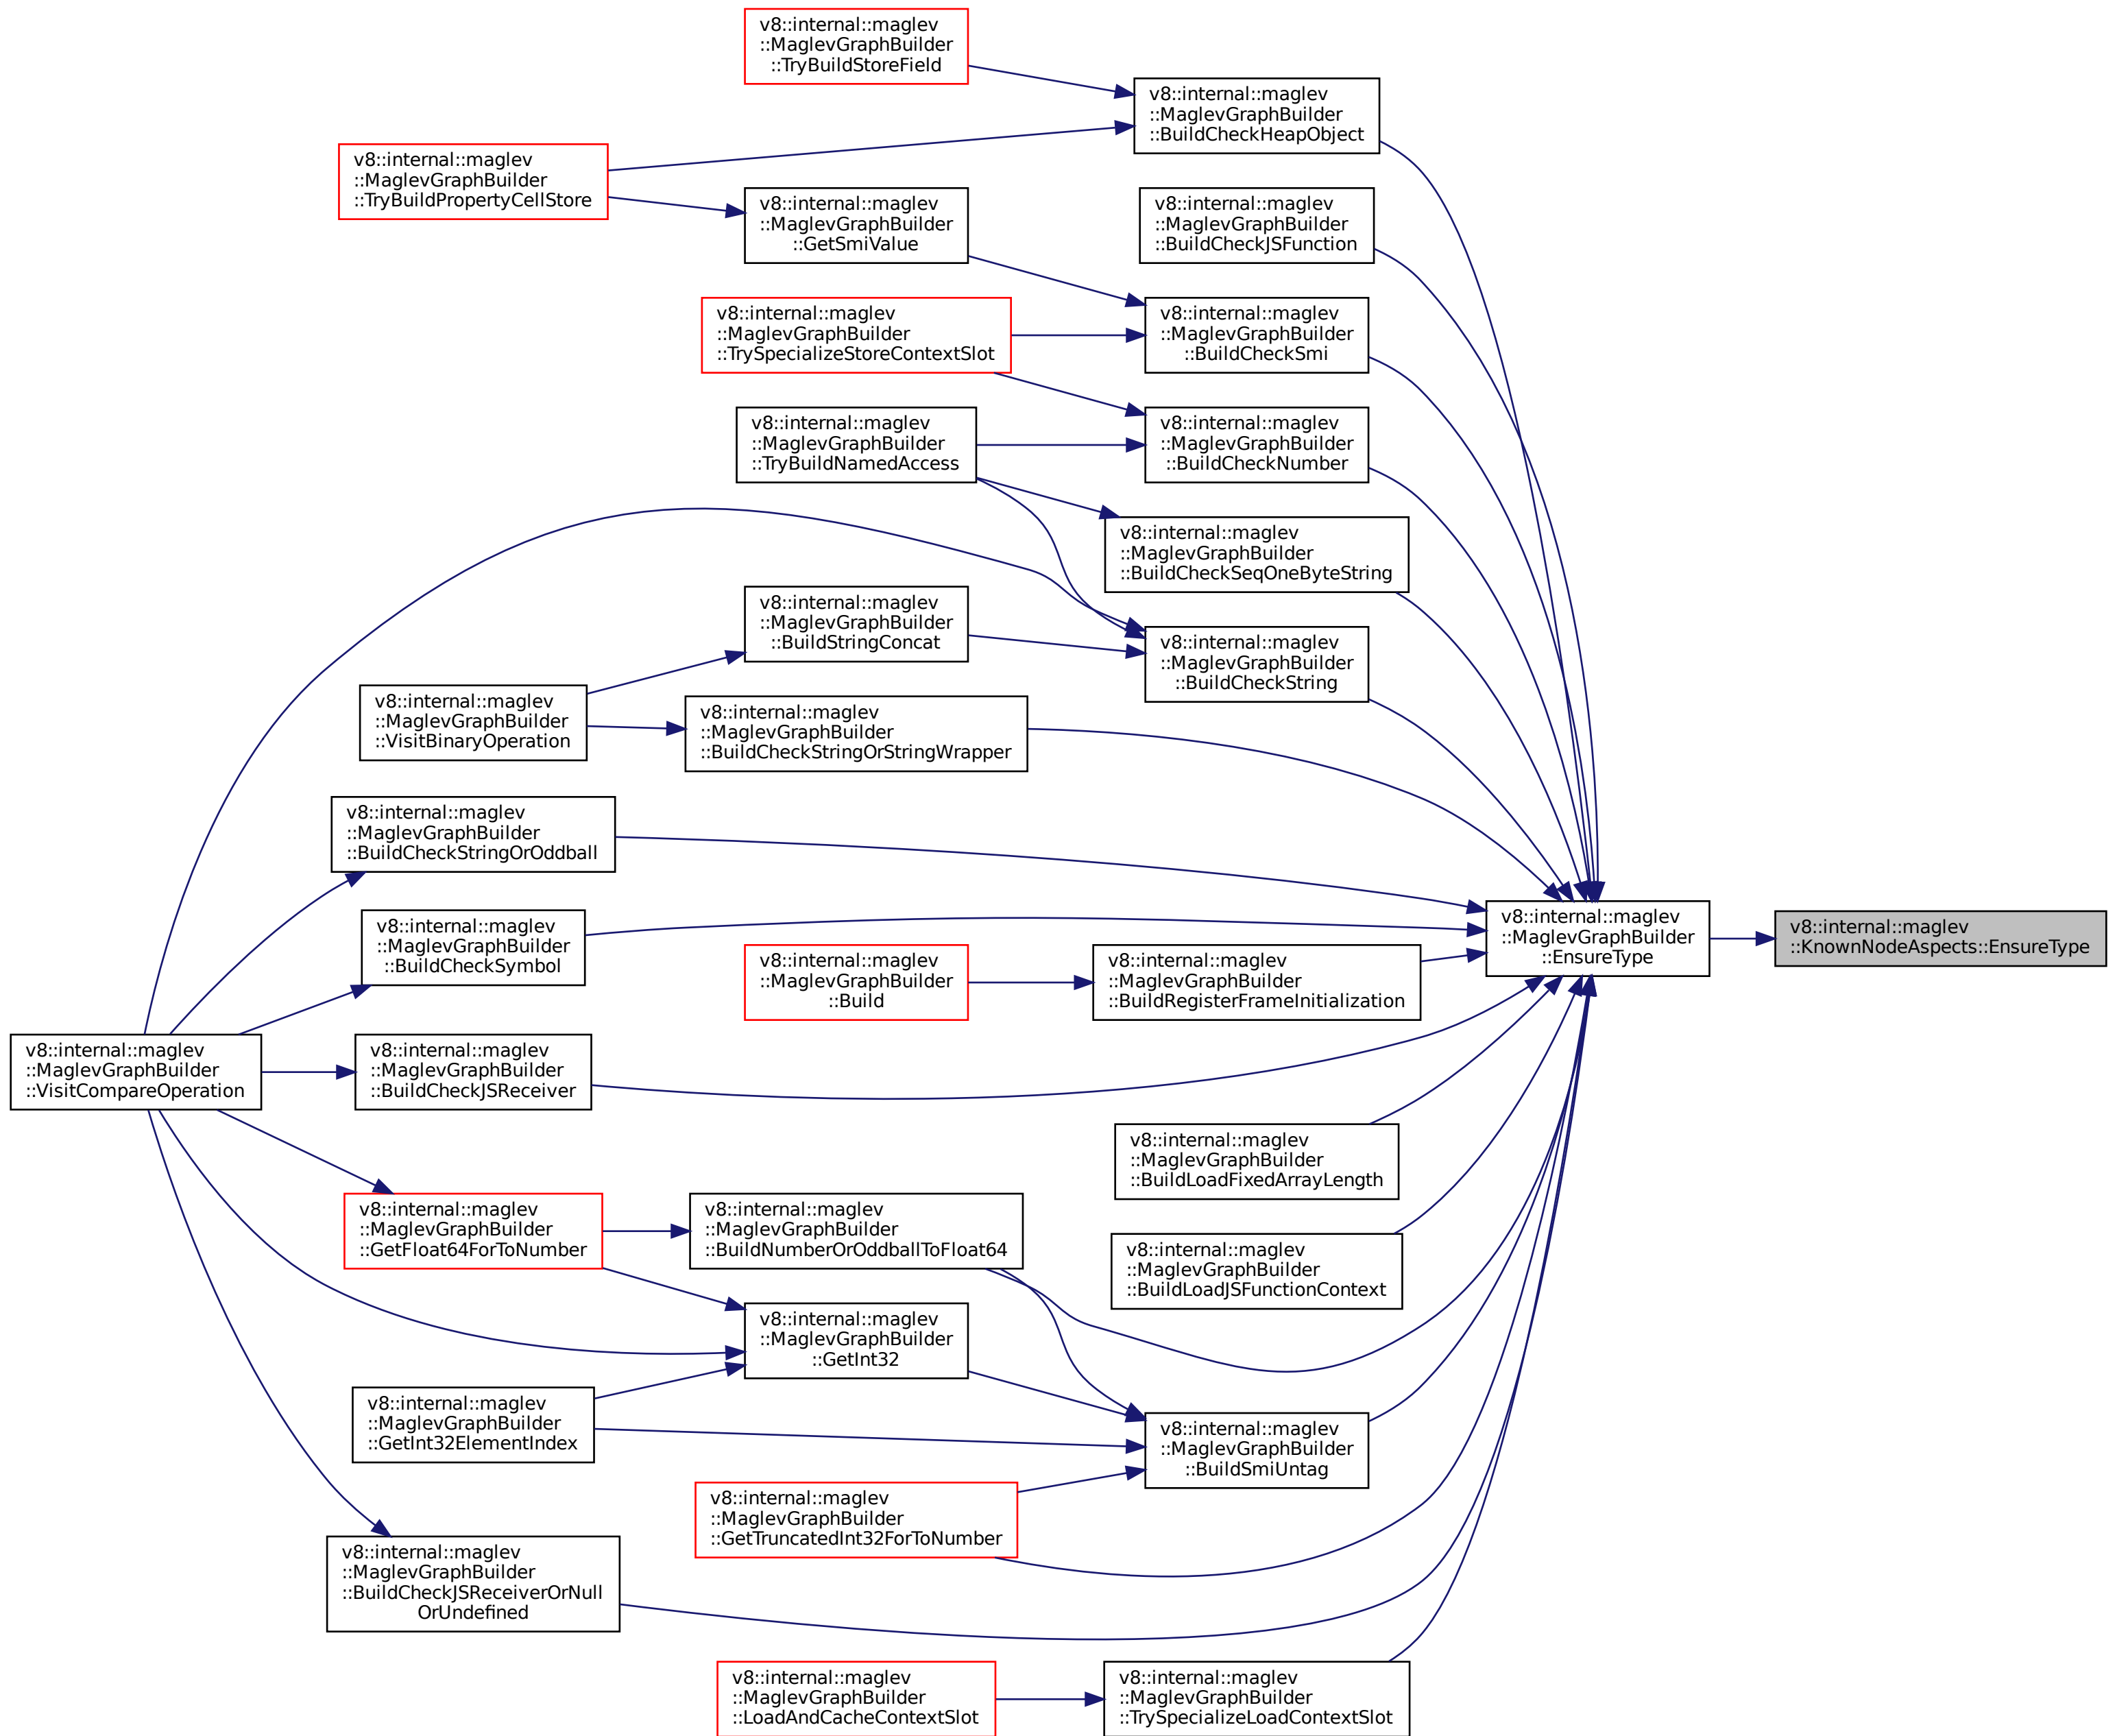 v8::internal::maglev
::MaglevGraphBuilder
::TryBuildStoreField
v8::internal::maglev
::MaglevGraphBuilder
::BuildCheckHeapObject
v8::internal::maglev
::MaglevGraphBuilder
::TryBuildPropertyCellStore
v8::internal::maglev
::MaglevGraphBuilder
::GetSmiValue
v8::internal::maglev
::MaglevGraphBuilder
::BuildCheckJSFunction
v8::internal::maglev
::MaglevGraphBuilder
::TrySpecializeStoreContextSlot
v8::internal::maglev
::MaglevGraphBuilder
::BuildCheckSmi
v8::internal::maglev
::MaglevGraphBuilder
::TryBuildNamedAccess
v8::internal::maglev
::MaglevGraphBuilder
::BuildCheckNumber
v8::internal::maglev
::MaglevGraphBuilder
::BuildCheckSeqOneByteString
v8::internal::maglev
::MaglevGraphBuilder
::BuildStringConcat
v8::internal::maglev
::MaglevGraphBuilder
::BuildCheckString
v8::internal::maglev
::MaglevGraphBuilder
::VisitBinaryOperation
v8::internal::maglev
::MaglevGraphBuilder
::BuildCheckStringOrStringWrapper
v8::internal::maglev
::MaglevGraphBuilder
::BuildCheckStringOrOddball
v8::internal::maglev
::MaglevGraphBuilder
::BuildCheckSymbol
v8::internal::maglev
::MaglevGraphBuilder
::EnsureType
v8::internal::maglev
::KnownNodeAspects::EnsureType
v8::internal::maglev
::MaglevGraphBuilder
::Build
v8::internal::maglev
::MaglevGraphBuilder
::BuildRegisterFrameInitialization
v8::internal::maglev
::MaglevGraphBuilder
::VisitCompareOperation
v8::internal::maglev
::MaglevGraphBuilder
::BuildCheckJSReceiver
v8::internal::maglev
::MaglevGraphBuilder
::BuildLoadFixedArrayLength
v8::internal::maglev
::MaglevGraphBuilder
::GetFloat64ForToNumber
v8::internal::maglev
::MaglevGraphBuilder
::BuildNumberOrOddballToFloat64
v8::internal::maglev
::MaglevGraphBuilder
::BuildLoadJSFunctionContext
v8::internal::maglev
::MaglevGraphBuilder
::GetInt32
v8::internal::maglev
::MaglevGraphBuilder
::GetInt32ElementIndex
v8::internal::maglev
::MaglevGraphBuilder
::BuildSmiUntag
v8::internal::maglev
::MaglevGraphBuilder
::GetTruncatedInt32ForToNumber
v8::internal::maglev
::MaglevGraphBuilder
::BuildCheckJSReceiverOrNull
OrUndefined
v8::internal::maglev
::MaglevGraphBuilder
::LoadAndCacheContextSlot
v8::internal::maglev
::MaglevGraphBuilder
::TrySpecializeLoadContextSlot